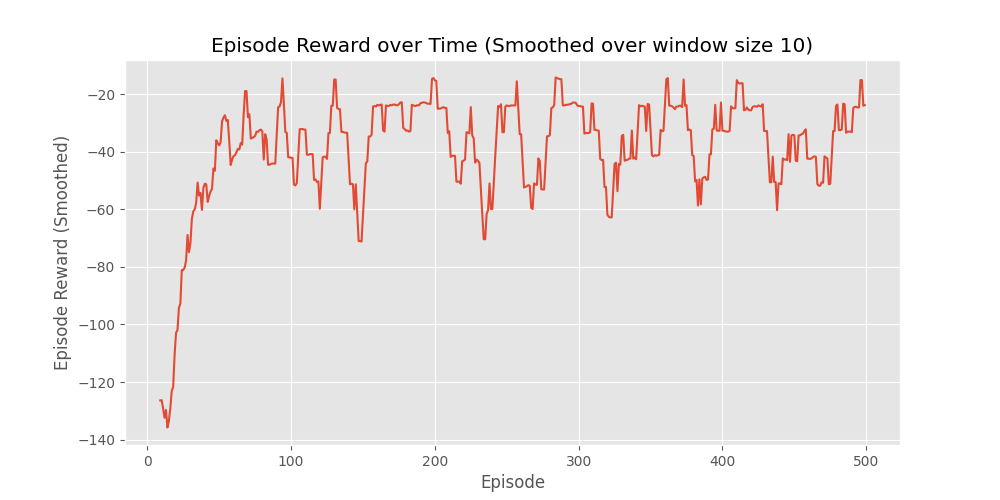 Episode Reward over Time (Smoothed over window size 10)
Episode Reward (Smoothed)
−20
−40
−60
−80
−100
−120
−140
0 100 200 300 400 500
Episode